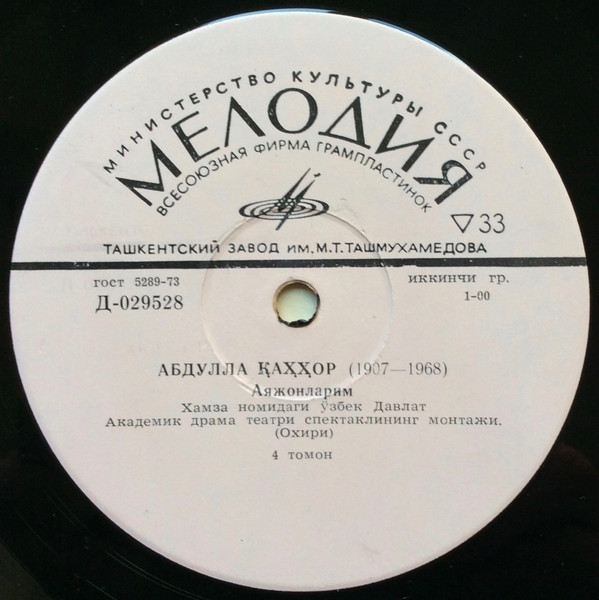 МИНИСТЕРСТВО КУЛЬТУРЫ СССР
МЕЛОДИЯ
ВСЕСОЮЗНАЯ ФИРМА ГРАМПЛАСТИНОК
▽33
ТАШКЕНТСКИЙ ЗАВОД ИМ. М.Т.ТАШМУХАМЕДОВА
гост 5289-73
иккинчи гр.
Д-029528
1-00
АБДУЛЛА ҚАҲҲОР (1907—1968)
Аяжонларим
Хамза номидаги ўзбек Давлат
Академик драма театри спектаклининг монтажи.
(Охири)
4 томон